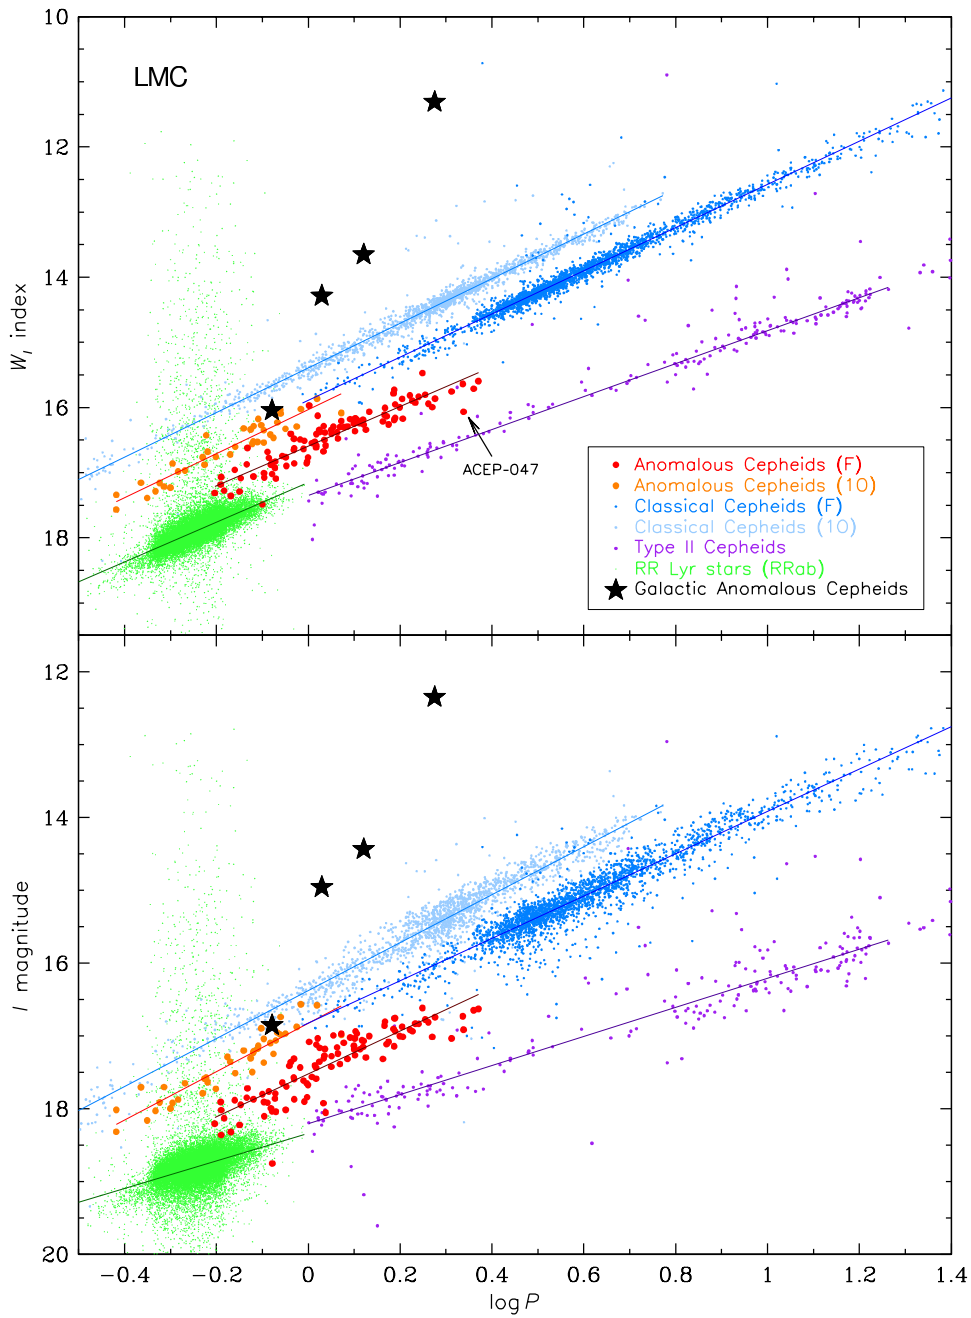 LMC
10
12
14
16
18
W_I index
ACEP-047
Anomalous Cepheids (F)
Anomalous Cepheids (1O)
Classical Cepheids (F)
Classical Cepheids (1O)
Type II Cepheids
RR Lyr stars (RRab)
Galactic Anomalous Cepheids
12
14
16
18
20
I magnitude
−0.4 −0.2 0 0.2 0.4 0.6 0.8 1 1.2 1.4
log P